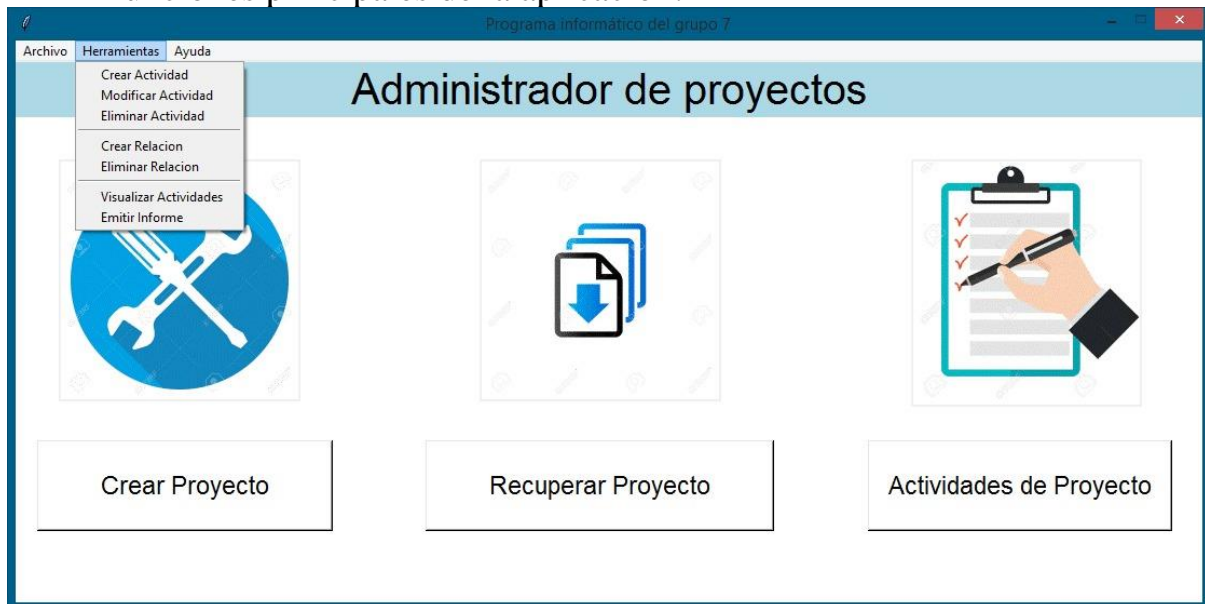 Programa informático del grupo 7
Archivo Herramientas Ayuda
Administrador de proyectos
Crear Actividad
Modificar Actividad
Eliminar Actividad
Crear Relacion
Eliminar Relacion
Visualizar Actividades
Emitir Informe
Crear Proyecto
Recuperar Proyecto
Actividades de Proyecto